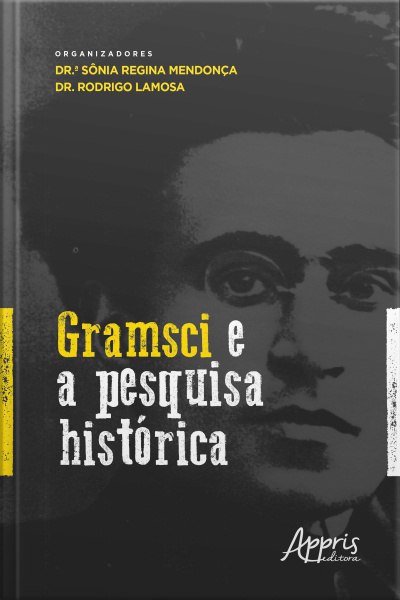 ORGANIZADORES
DR.ª SÔNIA REGINA MENDONÇA
DR. RODRIGO LAMOSA
Gramsci e
a pesquisa
histórica
Appris
editora